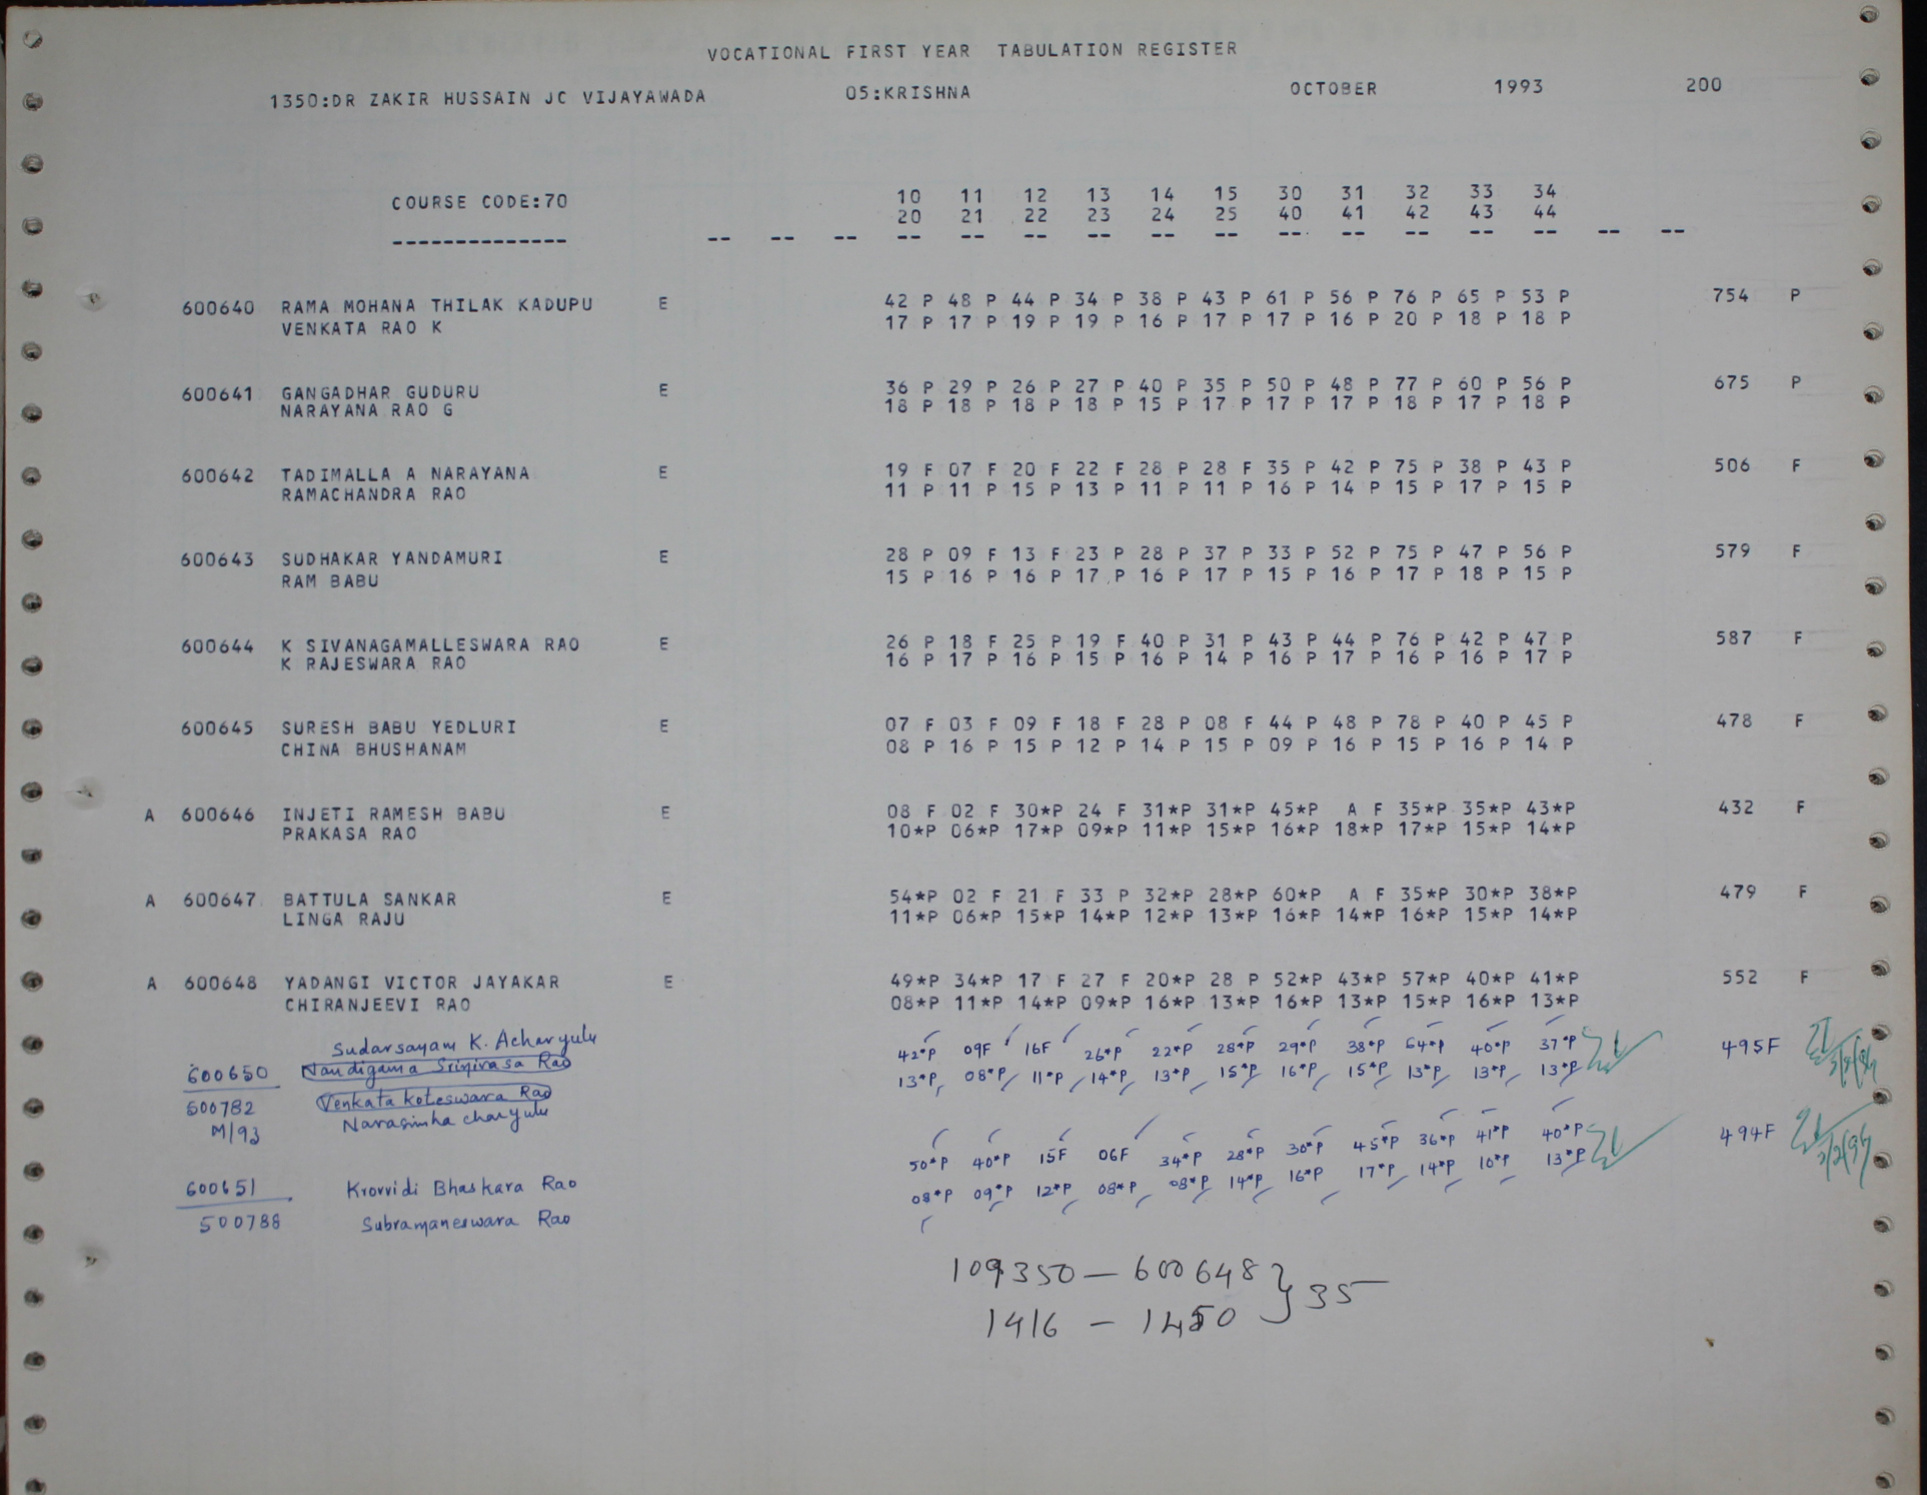 VOCATIONAL FIRST YEAR TABULATION REGISTER
1350:DR ZAKIR HUSSAIN JC VIJAYAWADA 05:KRISHNA OCTOBER 1993 200
COURSE CODE:70 10 11 12 13 14 15 30 31 32 33 34
20 21 22 23 24 25 40 41 42 43 44
-------------- -- -- -- -- -- -- -- -- -- -- -- -- -- -- -- --
600640 RAMA MOHANA THILAK KADUPU E 42 P 48 P 44 P 34 P 38 P 43 P 61 P 56 P 76 P 65 P 53 P 754 P
VENKATA RAO K 17 P 17 P 19 P 19 P 16 P 17 P 17 P 16 P 20 P 18 P 18 P
600641 GANGADHAR GUDURU E 36 P 29 P 26 P 27 P 40 P 35 P 50 P 48 P 77 P 60 P 56 P 675 P
NARAYANA RAO G 18 P 18 P 18 P 18 P 15 P 17 P 17 P 17 P 18 P 17 P 18 P
600642 TADIMALLA A NARAYANA E 19 F 07 F 20 F 22 F 28 P 28 F 35 P 42 P 75 P 38 P 43 P 506 F
RAMACHANDRA RAO 11 P 11 P 15 P 13 P 11 P 11 P 16 P 14 P 15 P 17 P 15 P
600643 SUDHAKAR YANDAMURI E 28 P 09 F 13 F 23 P 28 P 37 P 33 P 52 P 75 P 47 P 56 P 579 F
RAM BABU 15 P 16 P 16 P 17 P 16 P 17 P 15 P 16 P 17 P 18 P 15 P
600644 K SIVANAGAMALLESWARA RAO E 26 P 18 F 25 P 19 F 40 P 31 P 43 P 44 P 76 P 42 P 47 P 587 F
K RAJESWARA RAO 16 P 17 P 16 P 15 P 16 P 14 P 16 P 17 P 16 P 16 P 17 P
600645 SURESH BABU YEDLURI E 07 F 03 F 09 F 18 F 28 P 08 F 44 P 48 P 78 P 40 P 45 P 478 F
CHINA BHUSHANAM 08 P 16 P 15 P 12 P 14 P 15 P 09 P 16 P 15 P 16 P 14 P
A 600646 INJETI RAMESH BABU E 08 F 02 F 30*P 24 F 31*P 31*P 45*P A F 35*P 35*P 43*P 432 F
PRAKASA RAO 10*P 06*P 17*P 09*P 11*P 15*P 16*P 18*P 17*P 15*P 14*P
A 600647 BATTULA SANKAR E 54*P 02 F 21 F 33 P 32*P 28*P 60*P A F 35*P 30*P 38*P 479 F
LINGA RAJU 11*P 06*P 15*P 14*P 12*P 13*P 16*P 14*P 16*P 15*P 14*P
A 600648 YADANGI VICTOR JAYAKAR E 49*P 34*P 17 F 27 F 20*P 28 P 52*P 43*P 57*P 40*P 41*P 552 F
CHIRANJEEVI RAO 08*P 11*P 14*P 09*P 16*P 13*P 16*P 13*P 15*P 16*P 13*P
Sudarsayam K. Acharyulu 42*P 09F 16F 26*P 22*P 28*P 29*P 38*P 64*P 40*P 37*P 495F
600650 Nandigama Srinivasa Rao 13*P 08*P 11*P 14*P 13*P 15*P 16*P 15*P 13*P 13*P 13*P
500782 Venkata Koteswara Rao
M/93 Narasimha charyulu
50*P 40*P 15F 06F 34*P 28*P 30*P 45*P 36*P 41*P 40*P 494F
600651 Krovvidi Bhaskara Rao 08*P 09*P 12*P 08*P 08*P 14*P 16*P 17*P 14*P 10*P 13*P
500788 Subramaneswara Rao
109350 — 600648 } 35
1416 — 1450